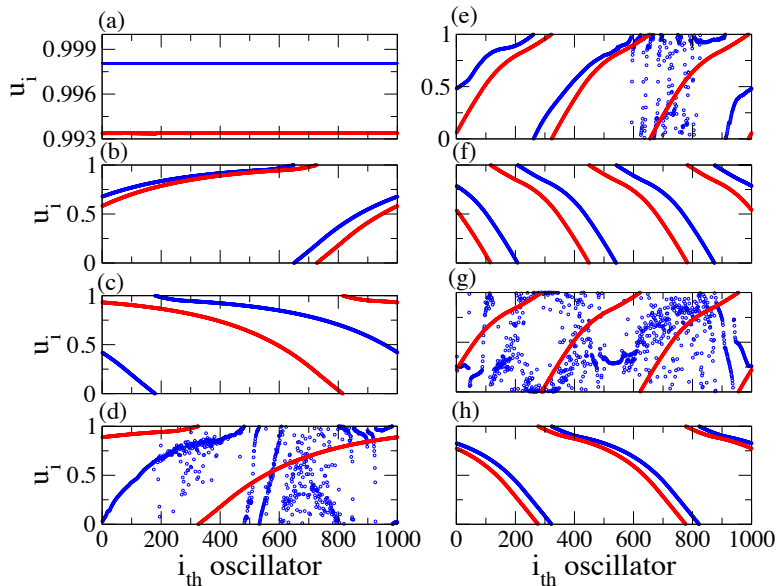 (a)
0.999
0.996
0.993
u_i
(b)
1
0.5
0
u_i
(c)
1
0.5
0
u_i
(d)
1
0.5
0
u_i
0 200 400 600 800 1000
i_th oscillator
(e)
1
0.5
0
(f)
(g)
(h)
0 200 400 600 800 1000
i_th oscillator